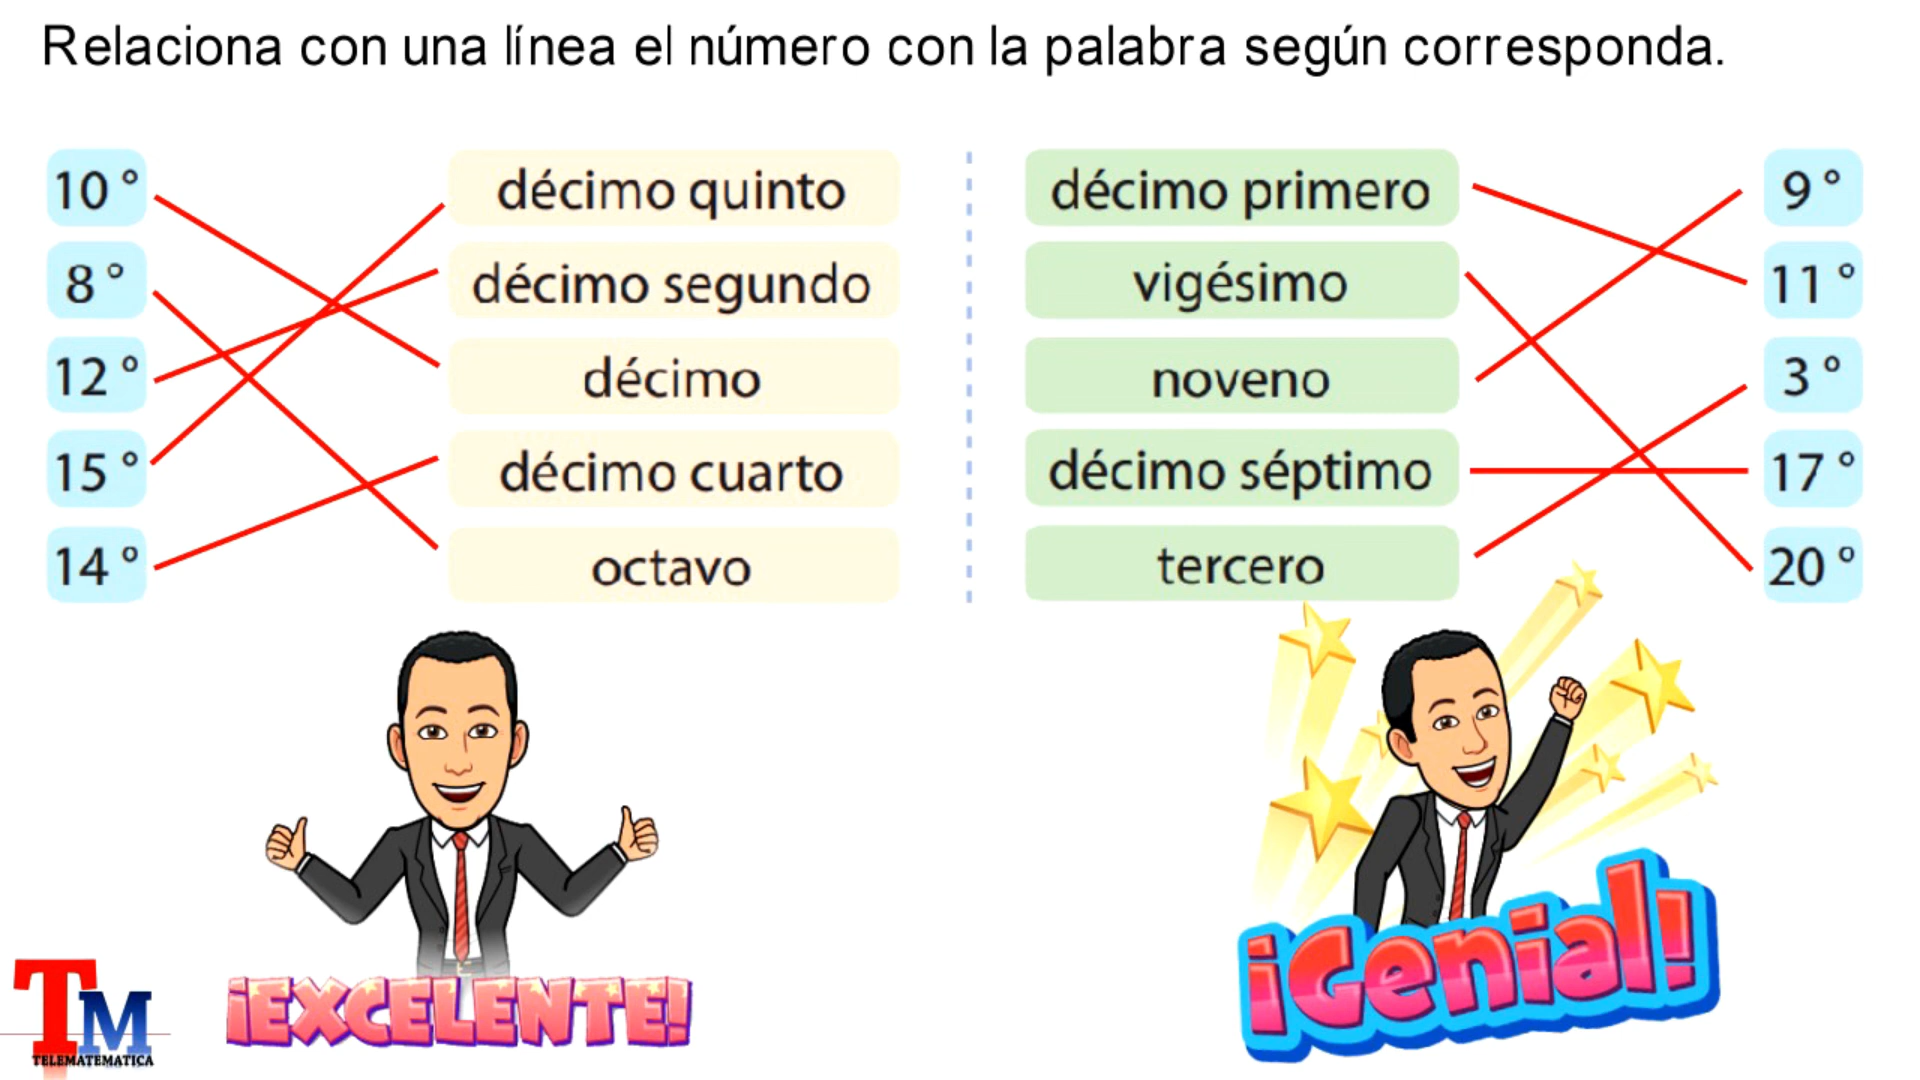 Relaciona con una línea el número con la palabra según corresponda.
10 º
8 º
12 º
15 º
14 º
décimo quinto
décimo segundo
décimo
décimo cuarto
octavo
décimo primero
vigésimo
noveno
décimo séptimo
tercero
9 º
11 º
3 º
17 º
20 º
¡EXCELENTE!
¡Genial!
TM
TELEMATEMATICA